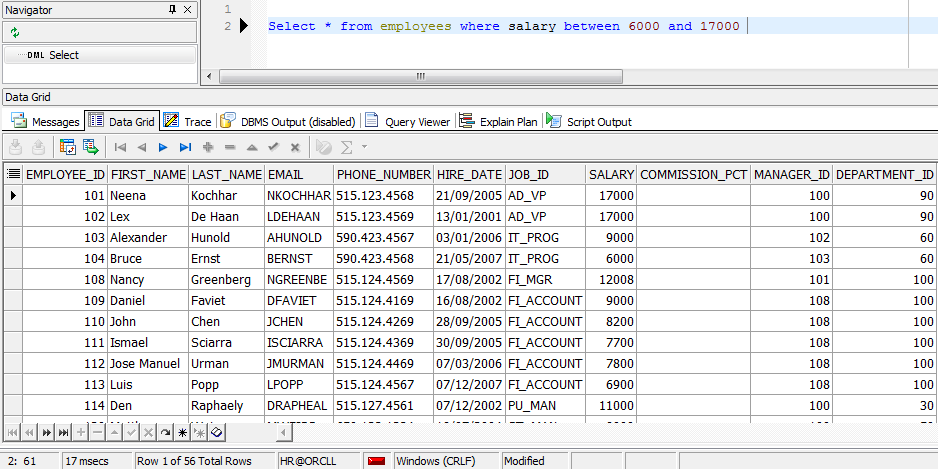 Navigator
DML Select
1
2 Select * from employees where salary between 6000 and 17000
Data Grid
Messages Data Grid Trace DBMS Output (disabled) Query Viewer Explain Plan Script Output
EMPLOYEE_ID FIRST_NAME LAST_NAME EMAIL PHONE_NUMBER HIRE_DATE JOB_ID SALARY COMMISSION_PCT MANAGER_ID DEPARTMENT_ID
101 Neena Kochhar NKOCHHAR 515.123.4568 21/09/2005 AD_VP 17000 100 90
102 Lex De Haan LDEHAAN 515.123.4569 13/01/2001 AD_VP 17000 100 90
103 Alexander Hunold AHUNOLD 590.423.4567 03/01/2006 IT_PROG 9000 102 60
104 Bruce Ernst BERNST 590.423.4568 21/05/2007 IT_PROG 6000 103 60
108 Nancy Greenberg NGREENBE 515.124.4569 17/08/2002 FI_MGR 12008 101 100
109 Daniel Faviet DFAVIET 515.124.4169 16/08/2002 FI_ACCOUNT 9000 108 100
110 John Chen JCHEN 515.124.4269 28/09/2005 FI_ACCOUNT 8200 108 100
111 Ismael Sciarra ISCIARRA 515.124.4369 30/09/2005 FI_ACCOUNT 7700 108 100
112 Jose Manuel Urman JMURMAN 515.124.4469 07/03/2006 FI_ACCOUNT 7800 108 100
113 Luis Popp LPOPP 515.124.4567 07/12/2007 FI_ACCOUNT 6900 108 100
114 Den Raphaely DRAPHEAL 515.127.4561 07/12/2002 PU_MAN 11000 100 30
2: 61 17 msecs Row 1 of 56 Total Rows HR@ORCLL Windows (CRLF) Modified